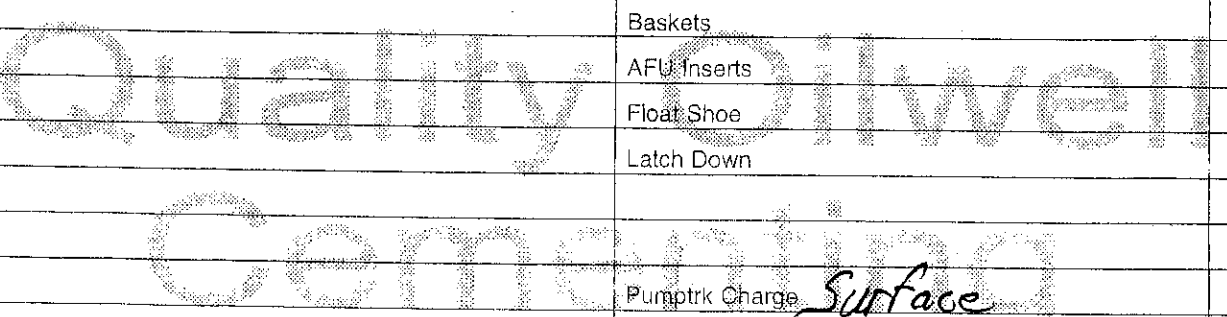 Baskets
Quality Oilwell
AFU Inserts
Float Shoe
Latch Down
Cementing
Pumptrk Charge Surface